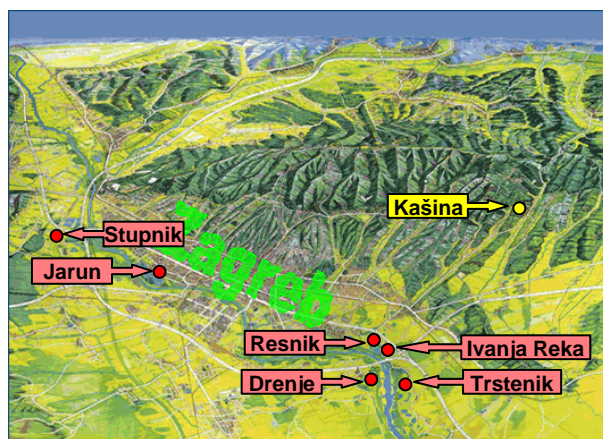 Kašina
Stupnik
Zagreb
Jarun
Resnik
Ivanja Reka
Drenje
Trstenik